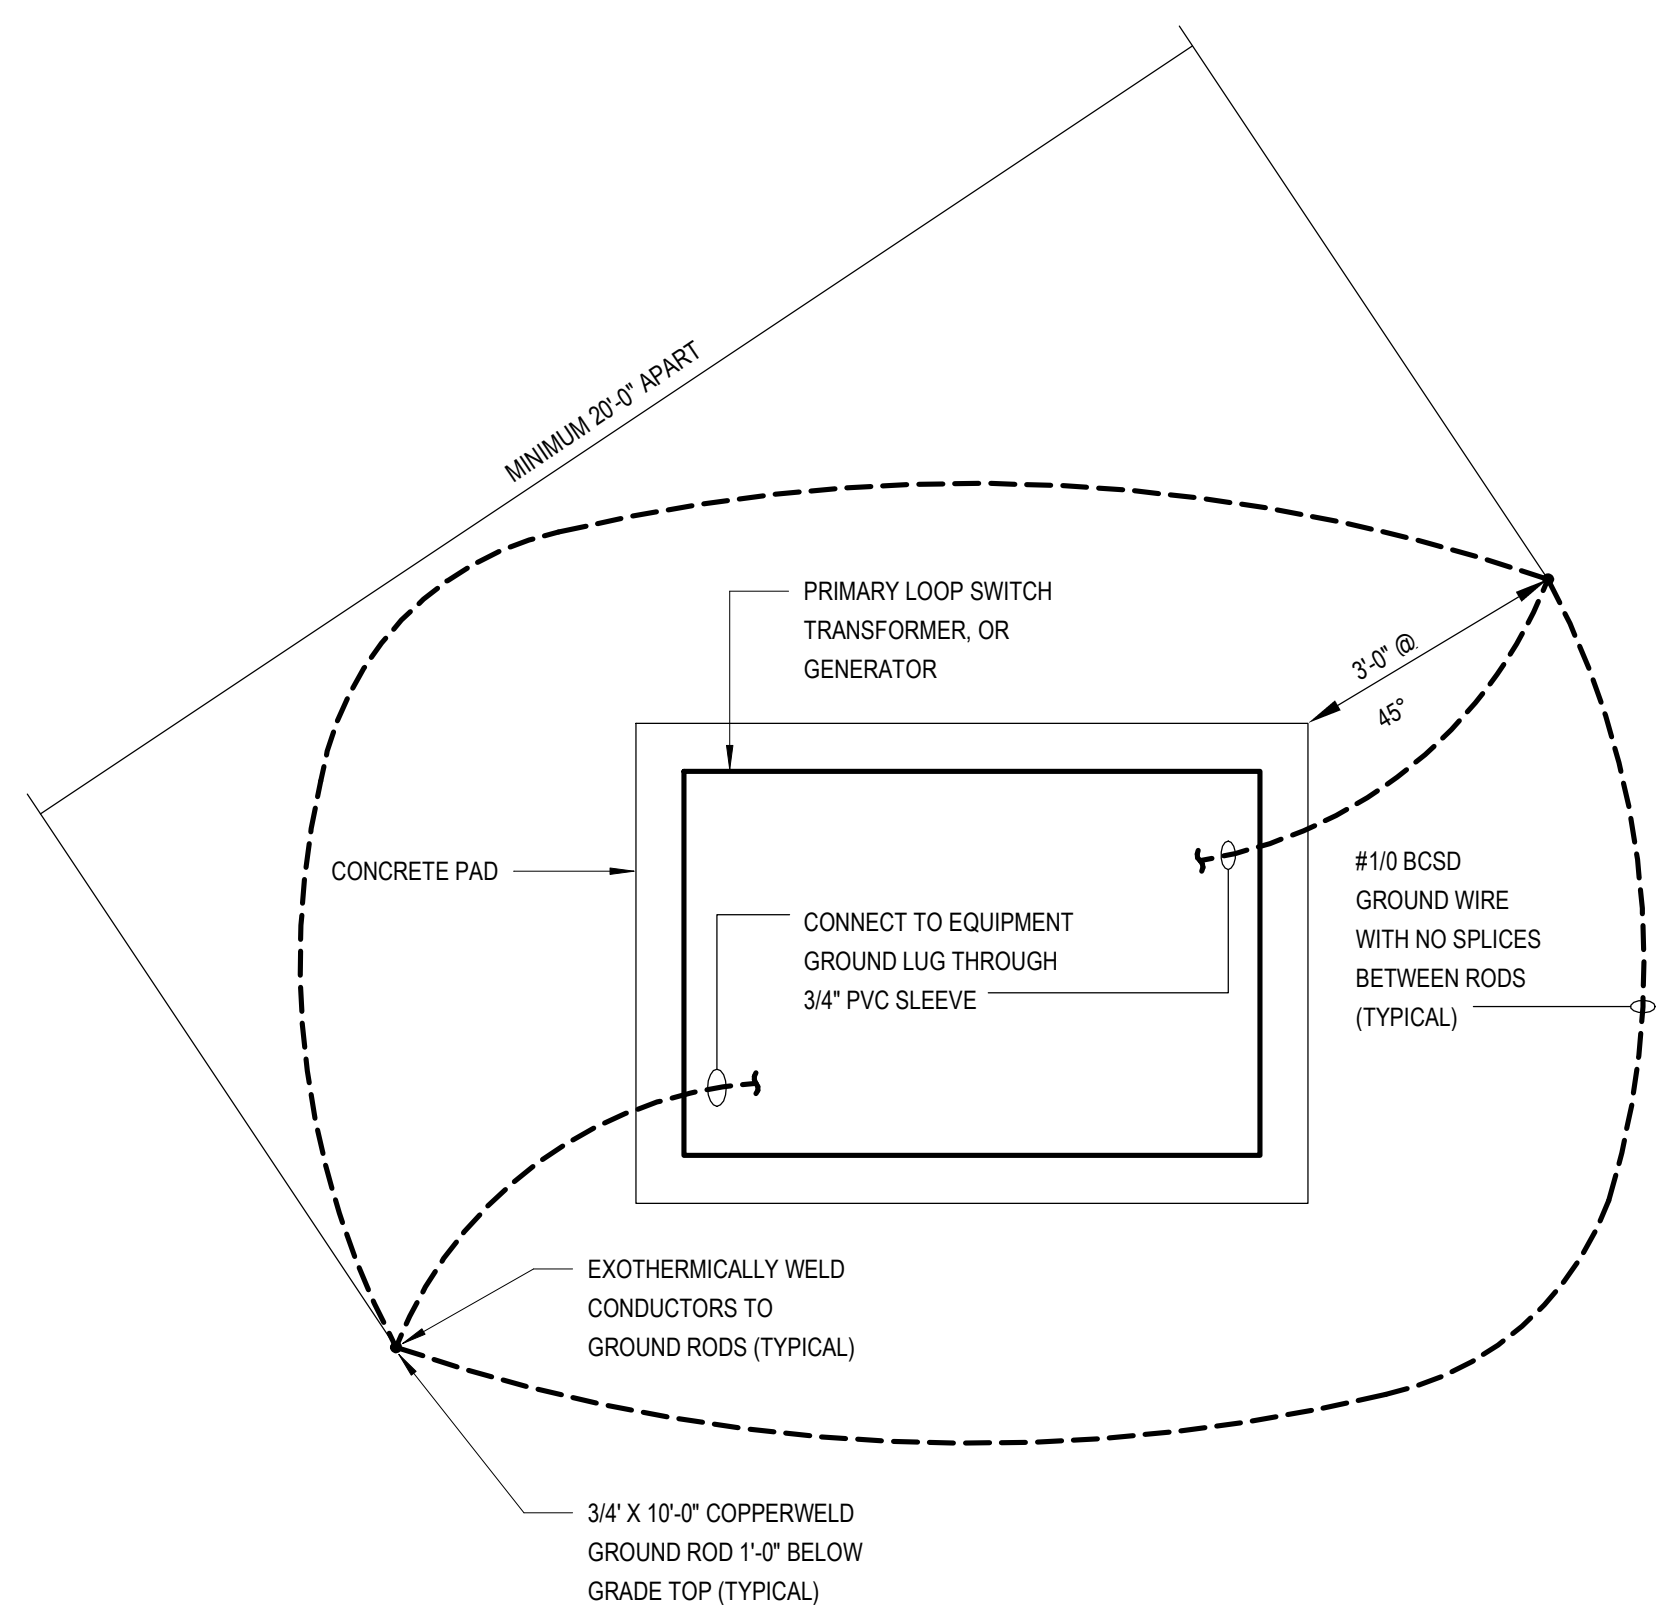 MINIMUM 20'-0" APART
PRIMARY LOOP SWITCH
TRANSFORMER, OR
GENERATOR
3'-0" @
45°
CONCRETE PAD
#1/0 BCSD
GROUND WIRE
WITH NO SPLICES
BETWEEN RODS
(TYPICAL)
CONNECT TO EQUIPMENT
GROUND LUG THROUGH
3/4" PVC SLEEVE
EXOTHERMICALLY WELD
CONDUCTORS TO
GROUND RODS (TYPICAL)
3/4' X 10'-0" COPPERWELD
GROUND ROD 1'-0" BELOW
GRADE TOP (TYPICAL)